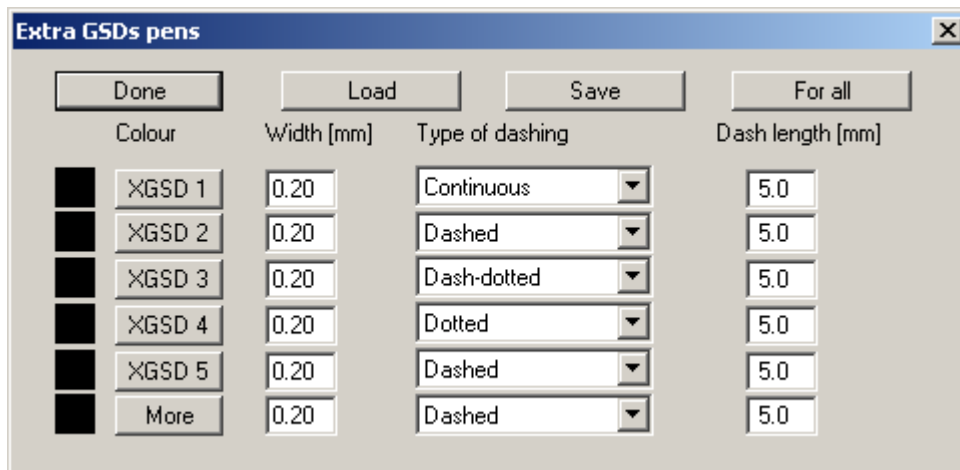 Extra GSDs pens
Done Load Save For all
Colour Width [mm] Type of dashing Dash length [mm]
XGSD 1 0.20 Continuous 5.0
XGSD 2 0.20 Dashed 5.0
XGSD 3 0.20 Dash-dotted 5.0
XGSD 4 0.20 Dotted 5.0
XGSD 5 0.20 Dashed 5.0
More 0.20 Dashed 5.0